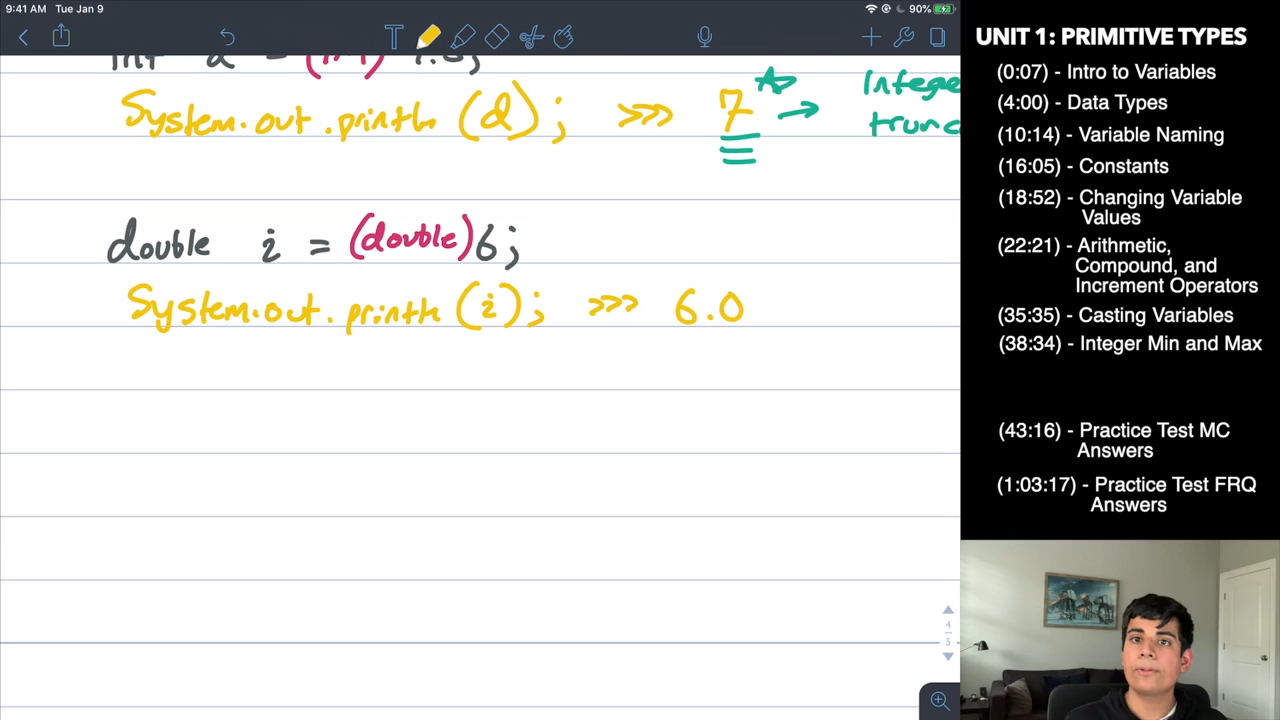 9:41 AM Tue Jan 9
90%
System.out.println (d); >>> 7 → Intege
trunc
double i = (double)6;
System.out.println (i); >>> 6.0
4
5
UNIT 1: PRIMITIVE TYPES
(0:07) - Intro to Variables
(4:00) - Data Types
(10:14) - Variable Naming
(16:05) - Constants
(18:52) - Changing Variable
Values
(22:21) - Arithmetic,
Compound, and
Increment Operators
(35:35) - Casting Variables
(38:34) - Integer Min and Max
(43:16) - Practice Test MC
Answers
(1:03:17) - Practice Test FRQ
Answers